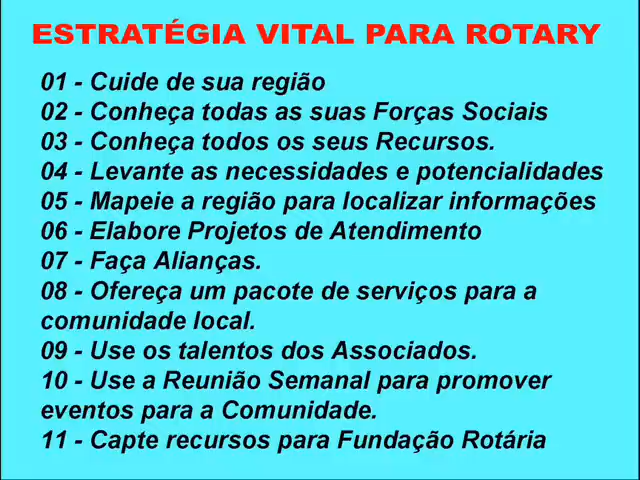 ESTRATÉGIA VITAL PARA ROTARY
01 - Cuide de sua região
02 - Conheça todas as suas Forças Sociais
03 - Conheça todos os seus Recursos.
04 - Levante as necessidades e potencialidades
05 - Mapeie a região para localizar informações
06 - Elabore Projetos de Atendimento
07 - Faça Alianças.
08 - Ofereça um pacote de serviços para a
comunidade local.
09 - Use os talentos dos Associados.
10 - Use a Reunião Semanal para promover
eventos para a Comunidade.
11 - Capte recursos para Fundação Rotária